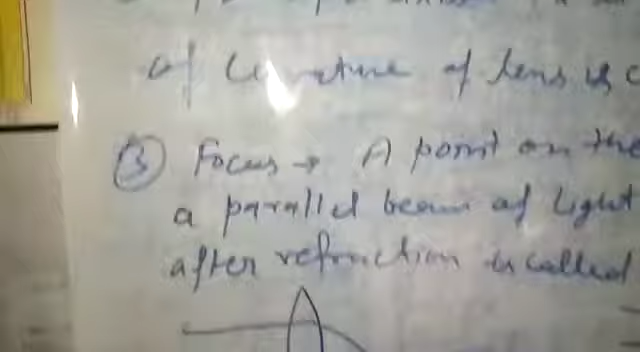 of Curvature of lens is c
(3) Focus → A point on the
a parallel beam of light
after refraction is called